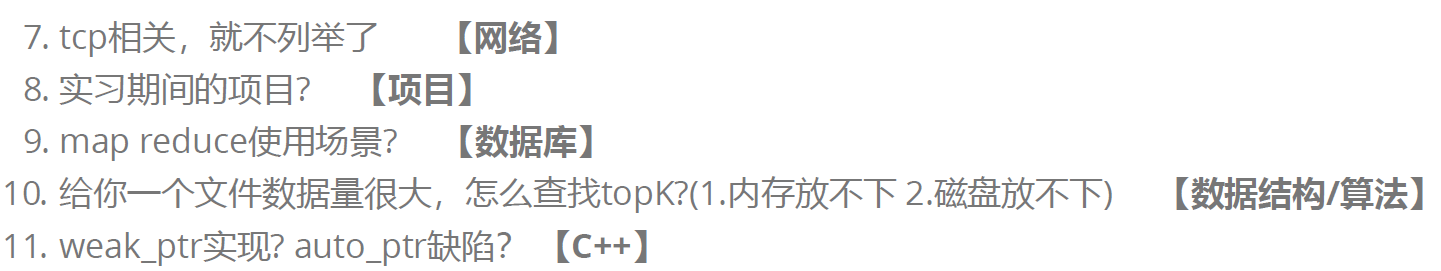 7. tcp相关，就不列举了 【网络】
8. 实习期间的项目? 【项目】
9. map reduce使用场景? 【数据库】
10. 给你一个文件数据量很大，怎么查找topK?(1.内存放不下 2.磁盘放不下) 【数据结构/算法】
11. weak_ptr实现? auto_ptr缺陷？ 【C++】